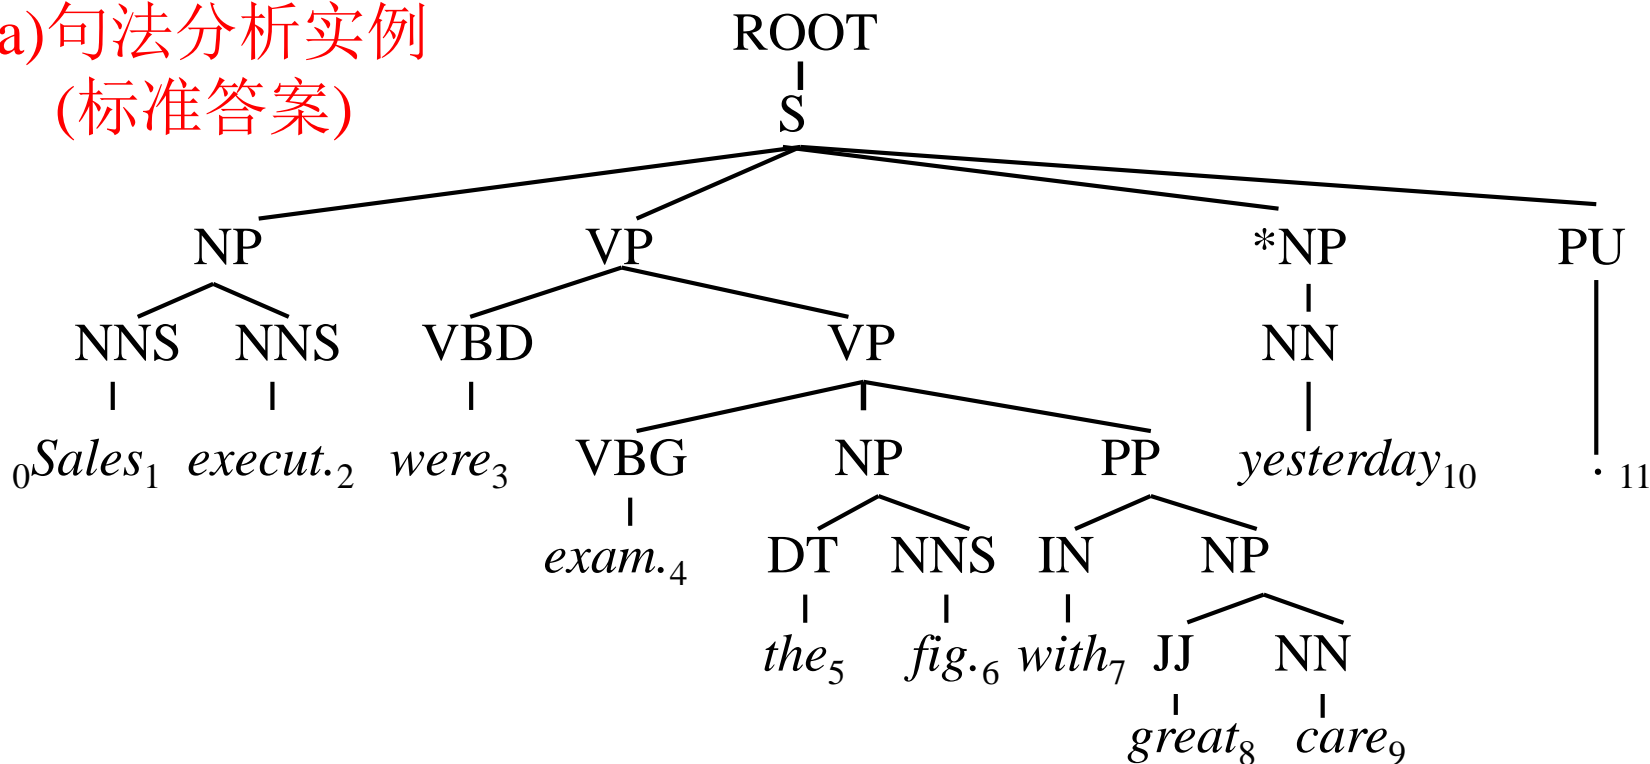 a)句法分析实例
(标准答案)
ROOT
S
NP VP *NP PU
NNS NNS VBD VP NN
0Sales1 execut.2 were3 VBG NP PP yesterday10 . 11
exam.4 DT NNS IN NP
the5 fig.6 with7 JJ NN
great8 care9